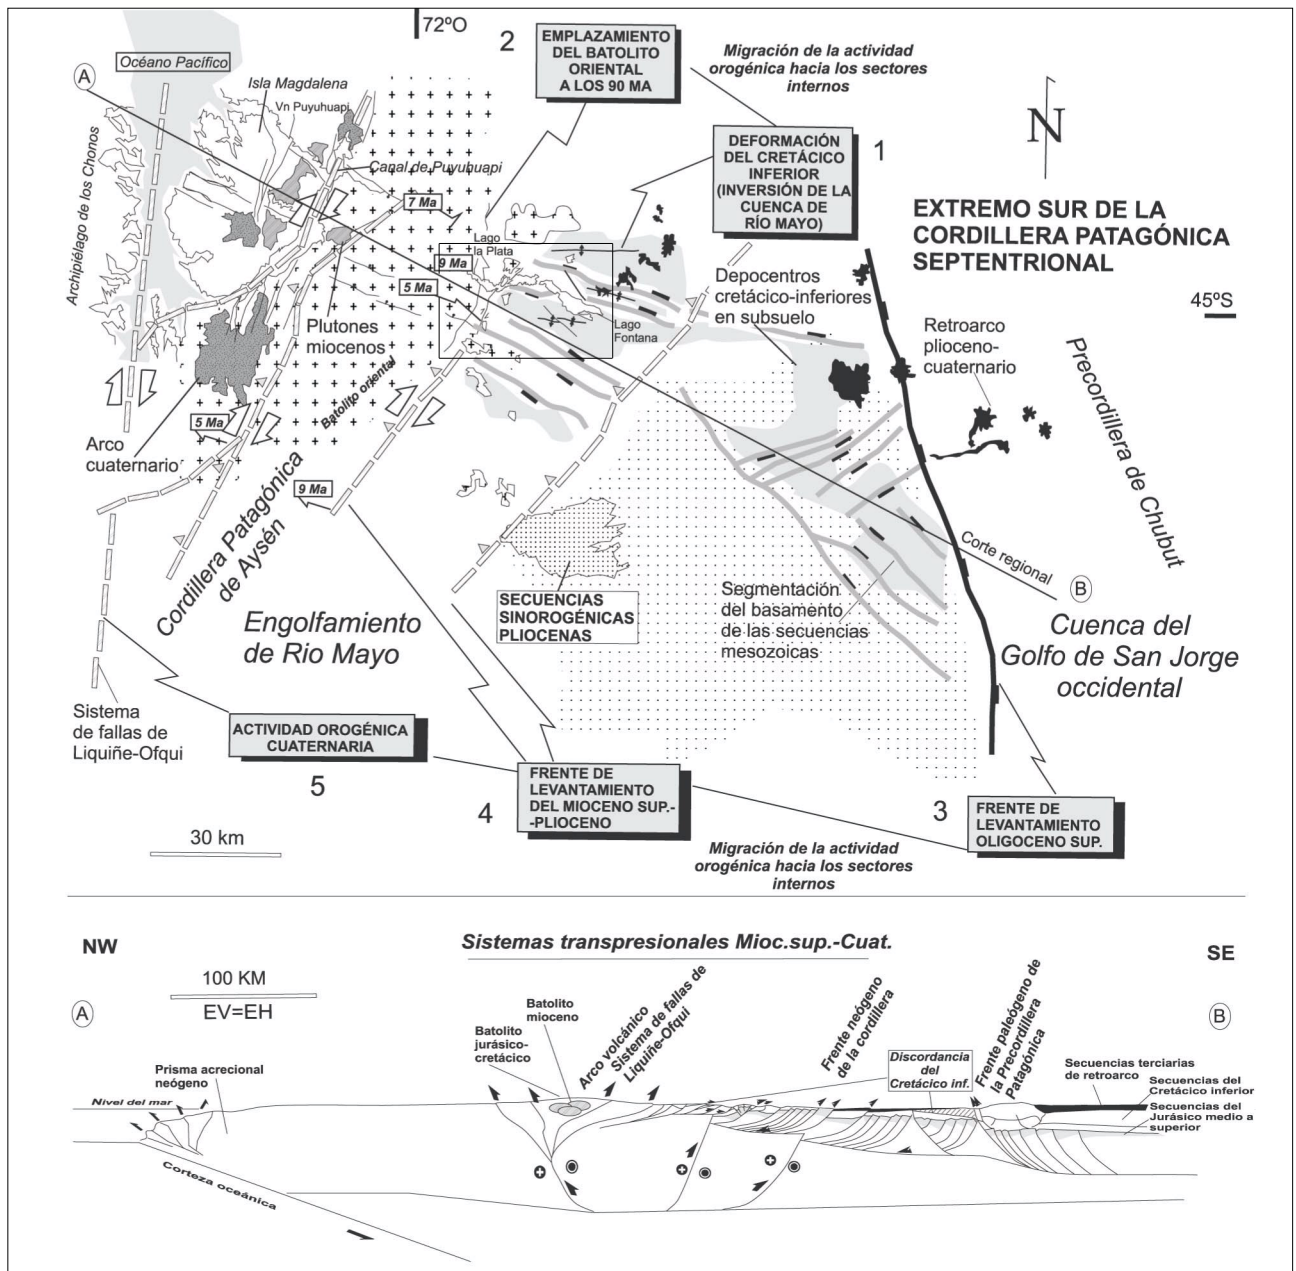 72ºO
2
EMPLAZAMIENTO
DEL BATOLITO
ORIENTAL
A LOS 90 MA
Migración de la actividad
orogénica hacia los sectores
internos
Océano Pacífico
A
Isla Magdalena
Vn Puyuhuapi
Archipiélago de los Chonos
Canal de Puyuhuapi
DEFORMACIÓN
DEL CRETÁCICO
INFERIOR
(INVERSIÓN DE LA
CUENCA DE
RÍO MAYO)
1
N
EXTREMO SUR DE LA
CORDILLERA PATAGÓNICA
SEPTENTRIONAL
7 Ma
Lago
la Plata
9 Ma
5 Ma
Lago
Fontana
Depocentros
cretácico-inferiores
en subsuelo
45ºS
Retroarco
plioceno-
cuaternario
Precordillera de Chubut
Plutones
miocenos
Batolito oriental
5 Ma
Arco
cuaternario
9 Ma
Cordillera Patagónica
de Aysén
Corte regional
B
SECUENCIAS
SINOROGÉNICAS
PLIOCENAS
Segmentación
del basamento
de las secuencias
mesozoicas
Engolfamiento
de Rio Mayo
Cuenca del
Golfo de San Jorge
occidental
Sistema
de fallas de
Liquiñe-Ofqui
ACTIVIDAD OROGÉNICA
CUATERNARIA
5
4
FRENTE DE
LEVANTAMIENTO
DEL MIOCENO SUP.-
-PLIOCENO
3
FRENTE DE
LEVANTAMIENTO
OLIGOCENO SUP.
30 km
Migración de la actividad
orogénica hacia los sectores
internos
NW
Sistemas transpresionales Mioc.sup.-Cuat.
SE
100 KM
EV=EH
A
B
Batolito
mioceno
Batolito
jurásico-
cretácico
Arco volcánico
Sistema de fallas de
Liquiñe-Ofqui
Frente neógeno
de la cordillera
Discordancia
del
Cretácico inf.
Frente paleógeno de
la Precordillera
Patagónica
Secuencias terciarias
de retroarco
Secuencias del
Cretácico inferior
Secuencias del
Jurásico medio a
superior
Prisma acrecional
neógeno
Nivel del mar
Corteza oceánica